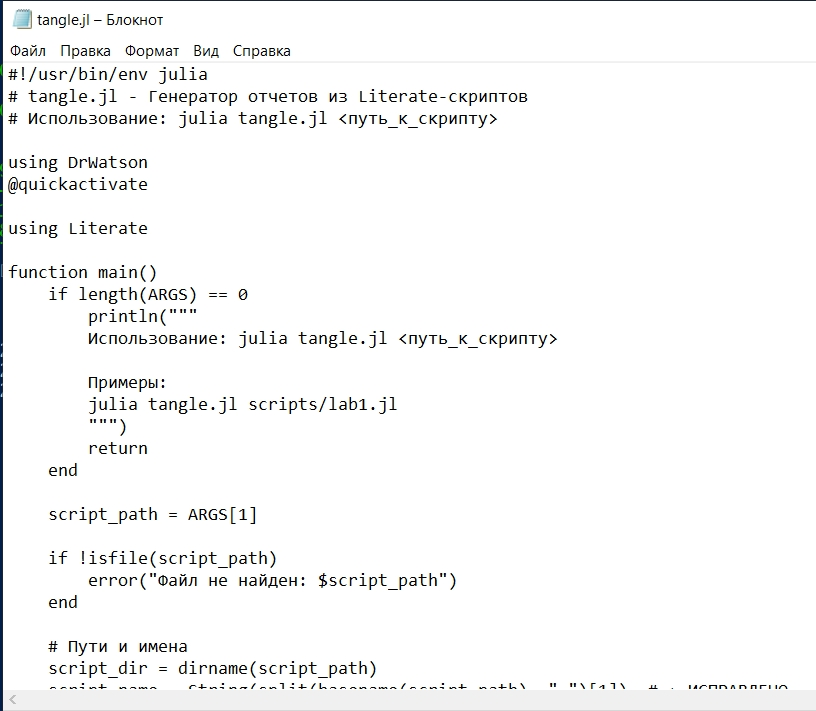 tangle.jl – Блокнот
Файл Правка Формат Вид Справка
#!/usr/bin/env julia
# tangle.jl - Генератор отчетов из Literate-скриптов
# Использование: julia tangle.jl <путь_к_скрипту>
using DrWatson
@quickactivate
using Literate
function main()
    if length(ARGS) == 0
        println("""
        Использование: julia tangle.jl <путь_к_скрипту>
        Примеры:
        julia tangle.jl scripts/lab1.jl
        """)
        return
    end
    script_path = ARGS[1]
    if !isfile(script_path)
        error("Файл не найден: $script_path")
    end
    # Пути и имена
    script_dir = dirname(script_path)
    script_name = String(split(basename(script_path), ".")[1]) # ИСПРАВЛЕНО